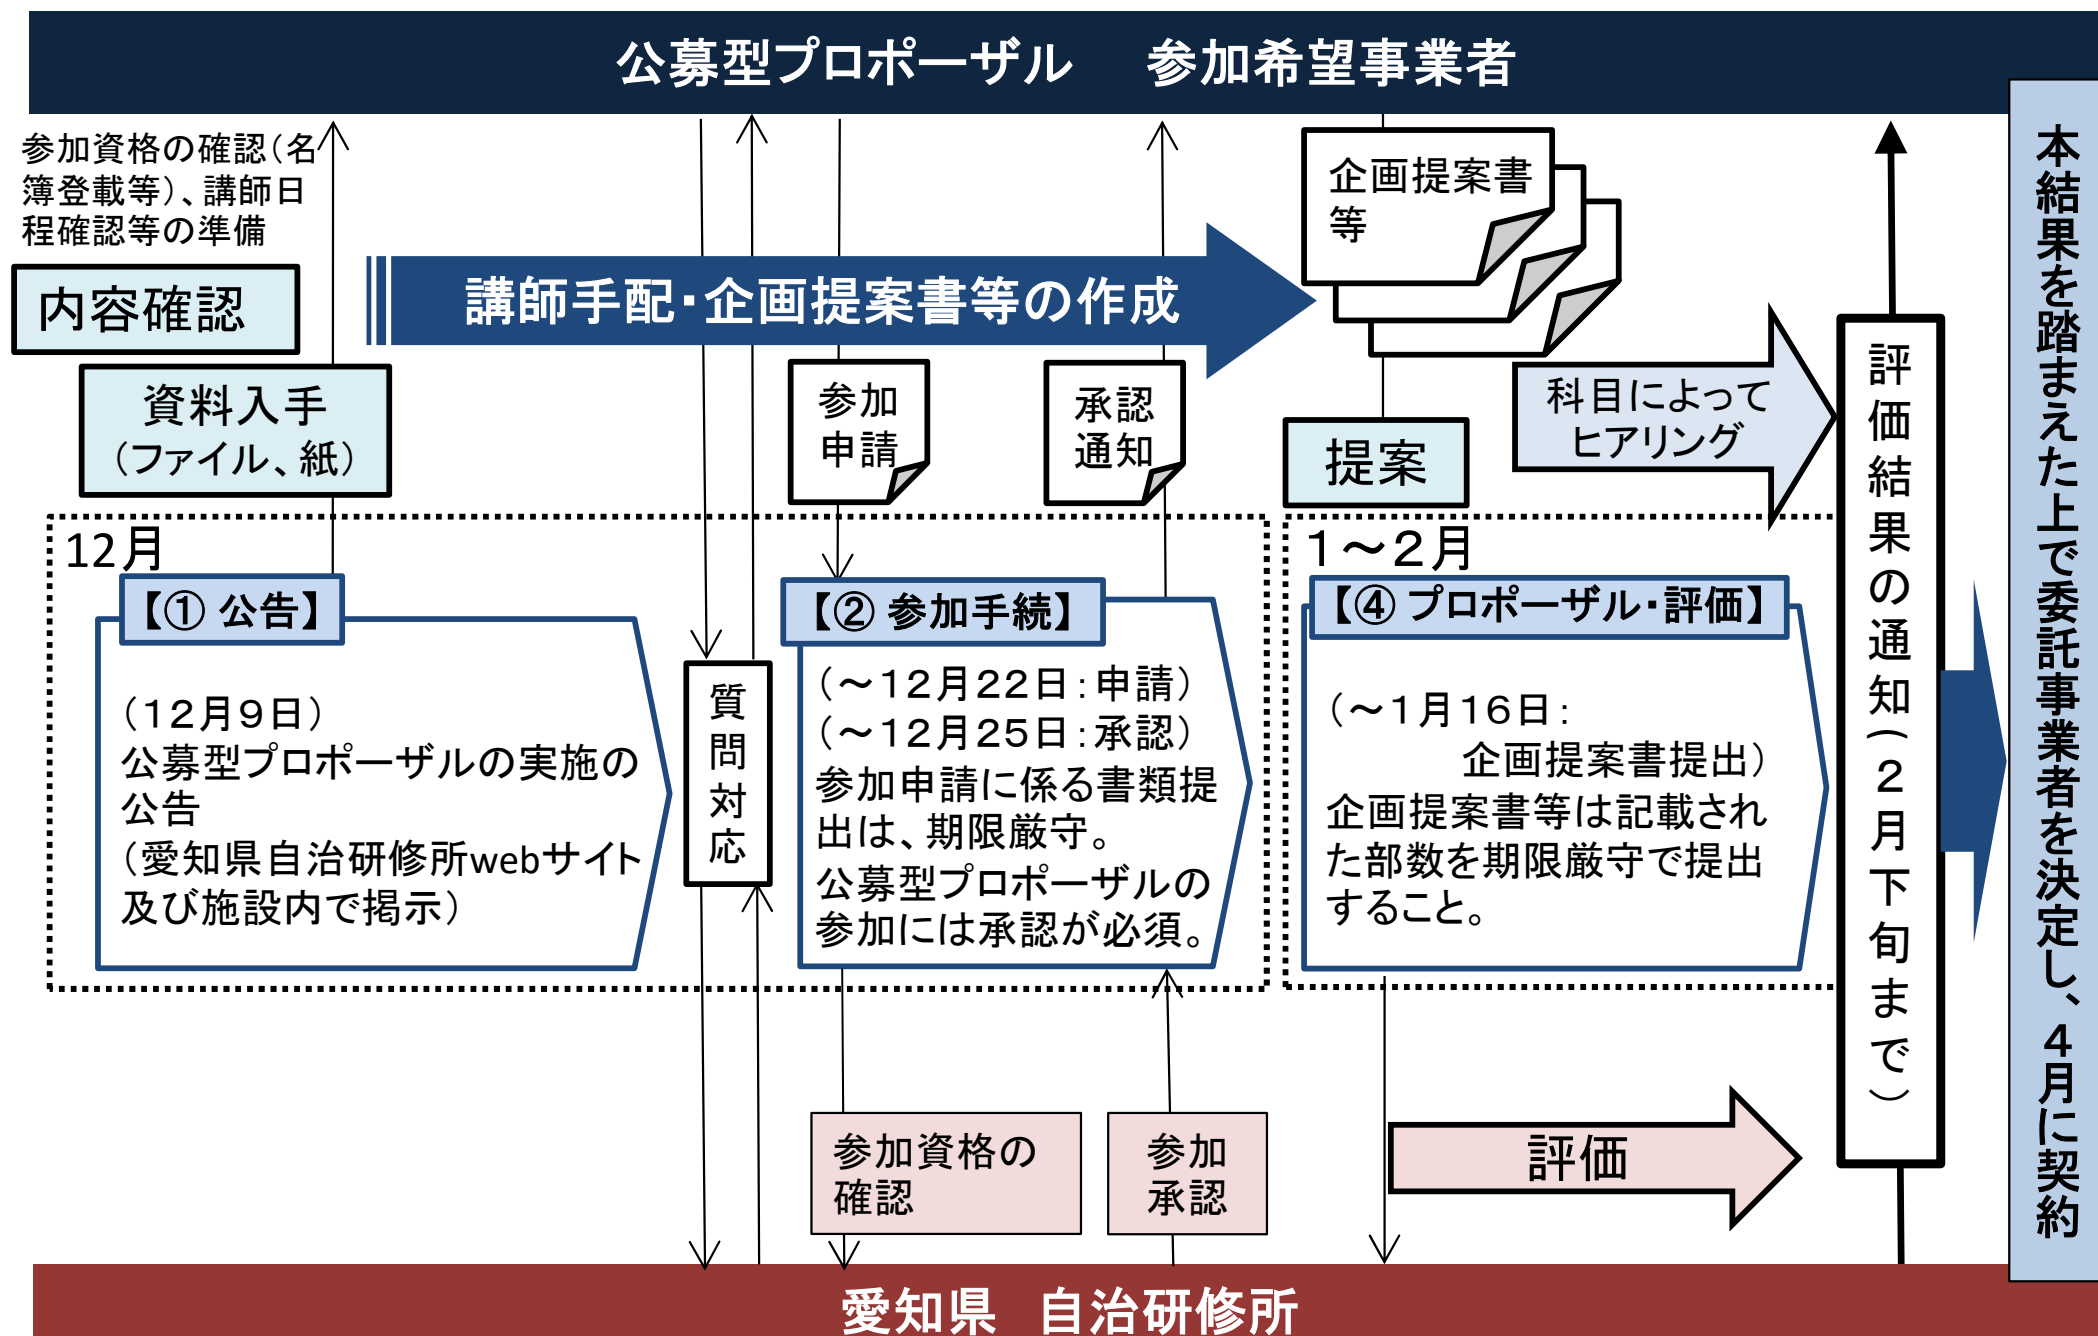 公募型プロポーザル　参加希望事業者
参加資格の確認（名
簿登載等）、講師日
程確認等の準備
内容確認
資料入手
（ファイル、紙）
講師手配・企画提案書等の作成
参加
申請
承認
通知
企画提案書
等
提案
科目によって
ヒアリング
12月
【① 公告】
（１２月９日）
公募型プロポーザルの実施の
公告
（愛知県自治研修所webサイト
及び施設内で掲示）
質問対応
【② 参加手続】
（～１２月２２日：申請）
（～１２月２５日：承認）
参加申請に係る書類提
出は、期限厳守。
公募型プロポーザルの
参加には承認が必須。
１～２月
【④ プロポーザル・評価】
（～１月１６日：
企画提案書提出）
企画提案書等は記載され
た部数を期限厳守で提出
すること。
評価結果の通知（２月下旬まで）
本結果を踏まえた上で委託事業者を決定し、４月に契約
参加資格の
確認
参加
承認
評価
愛知県　自治研修所